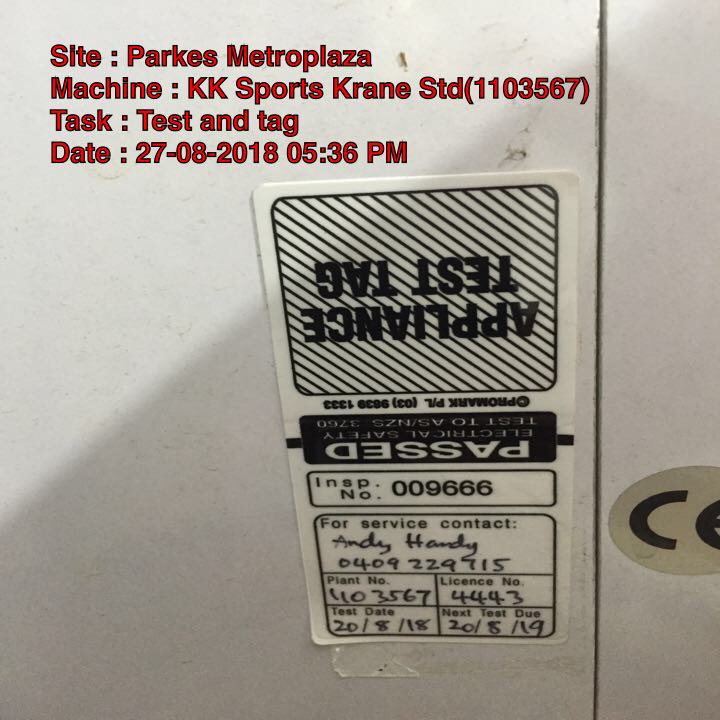 Site : Parkes Metroplaza
Machine : KK Sports Krane Std(1103567)
Task : Test and tag
Date : 27-08-2018 05:36 PM
APPLIANCE
TEST TAG
©PROMARK P/L (03) 9839 1333
PASSED
ELECTRICAL SAFETY
TEST TO AS/NZS 3760
Insp. No. 009666
For service contact:
Andy Handy
0409229715
Plant No. Licence No.
1103567 4443
Test Date Next Test Due
20/8/18 20/8/19
CE